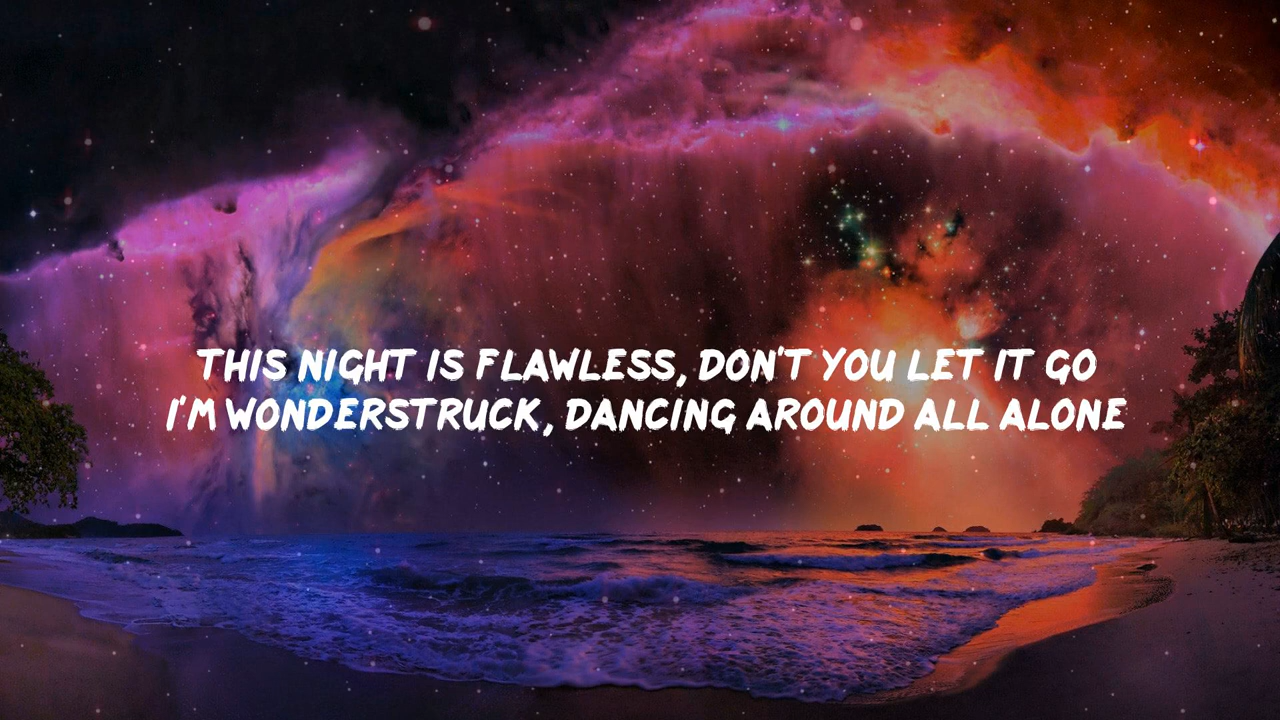 THIS NIGHT IS FLAWLESS, DON'T YOU LET IT GO
I'M WONDERSTRUCK, DANCING AROUND ALL ALONE